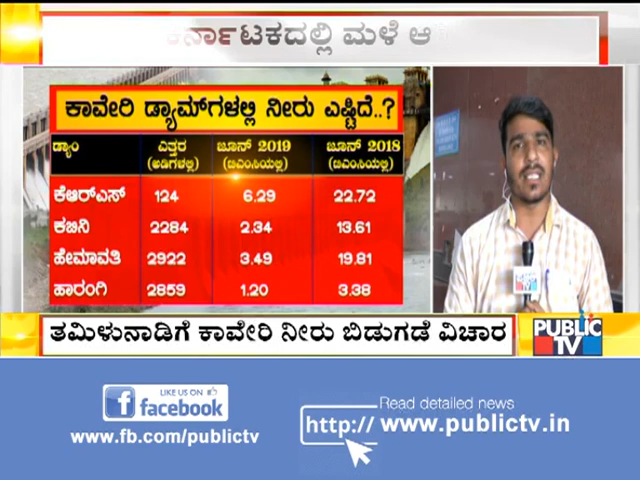 ಕರ್ನಾಟಕದಲ್ಲಿ ಮಳೆ ಆ
ಕಾವೇರಿ ಡ್ಯಾಮ್‌ಗಳಲ್ಲಿ ನೀರು ಎಷ್ಟಿದೆ..?
ಡ್ಯಾಂ ಎತ್ತರ (ಅಡಿಗಳಲ್ಲಿ) ಜೂನ್ 2019 (ಟಿಎಂಸಿಯಲ್ಲಿ) ಜೂನ್ 2018 (ಟಿಎಂಸಿಯಲ್ಲಿ)
ಕೆಆರ್‌ಎಸ್ 124 6.29 22.72
ಕಬಿನಿ 2284 2.34 13.61
ಹೇಮಾವತಿ 2922 3.49 19.81
ಹಾರಂಗಿ 2859 1.20 3.38
ತಮಿಳುನಾಡಿಗೆ ಕಾವೇರಿ ನೀರು ಬಿಡುಗಡೆ ವಿಚಾರ
PUBLIC TV
LIKE US ON
facebook
www.fb.com/publictv
Read detailed news
http:// www.publictv.in